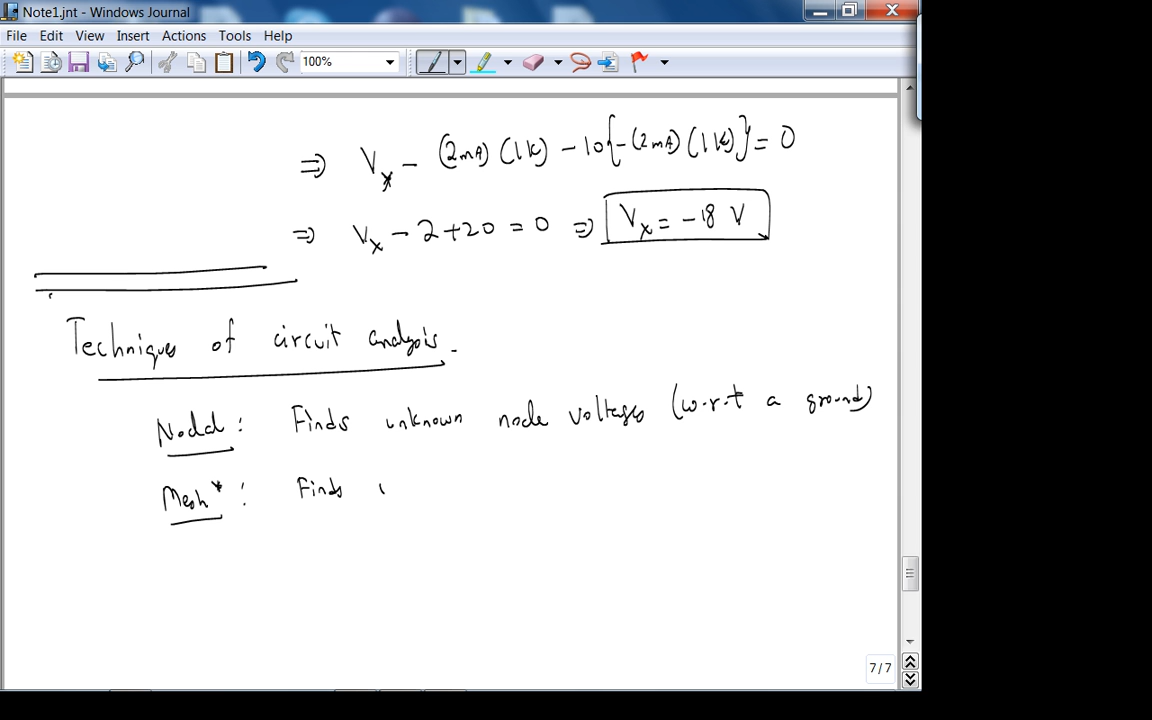 Note1.jnt - Windows Journal
File Edit View Insert Actions Tools Help
100%
⇒ Vx - (2mA) (1K) - 10{-(2mA) (1K)} = 0
⇒ Vx - 2 + 20 = 0 ⇒ Vx = -18 V
Techniques of circuit analysis.
Nodal : Finds unknown node voltages (w.r.t a ground)
Mesh* : Finds
7/7